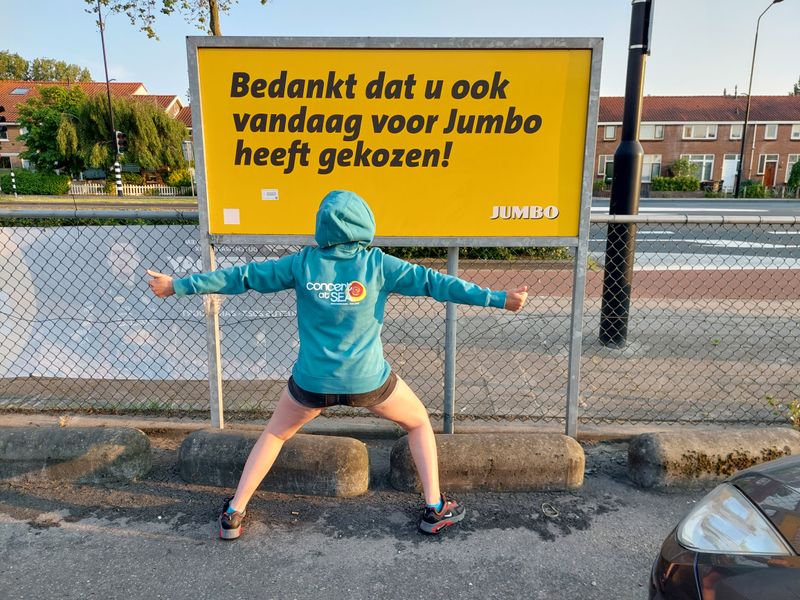 Bedankt dat u ook
vandaag voor Jumbo
heeft gekozen!
JUMBO
concert
at SEA